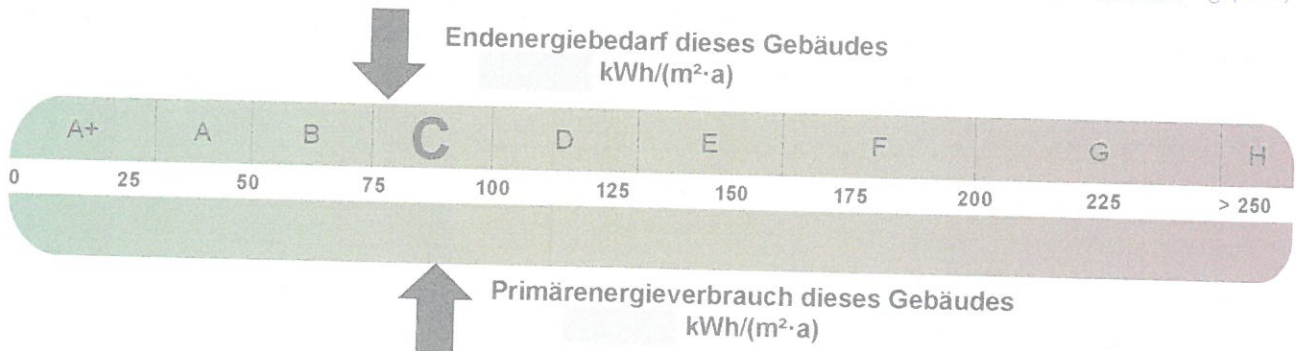 Endenergiebedarf dieses Gebäudes
kWh/(m²·a)
A+ A B C D E F G H
0 25 50 75 100 125 150 175 200 225 > 250
Primärenergieverbrauch dieses Gebäudes
kWh/(m²·a)